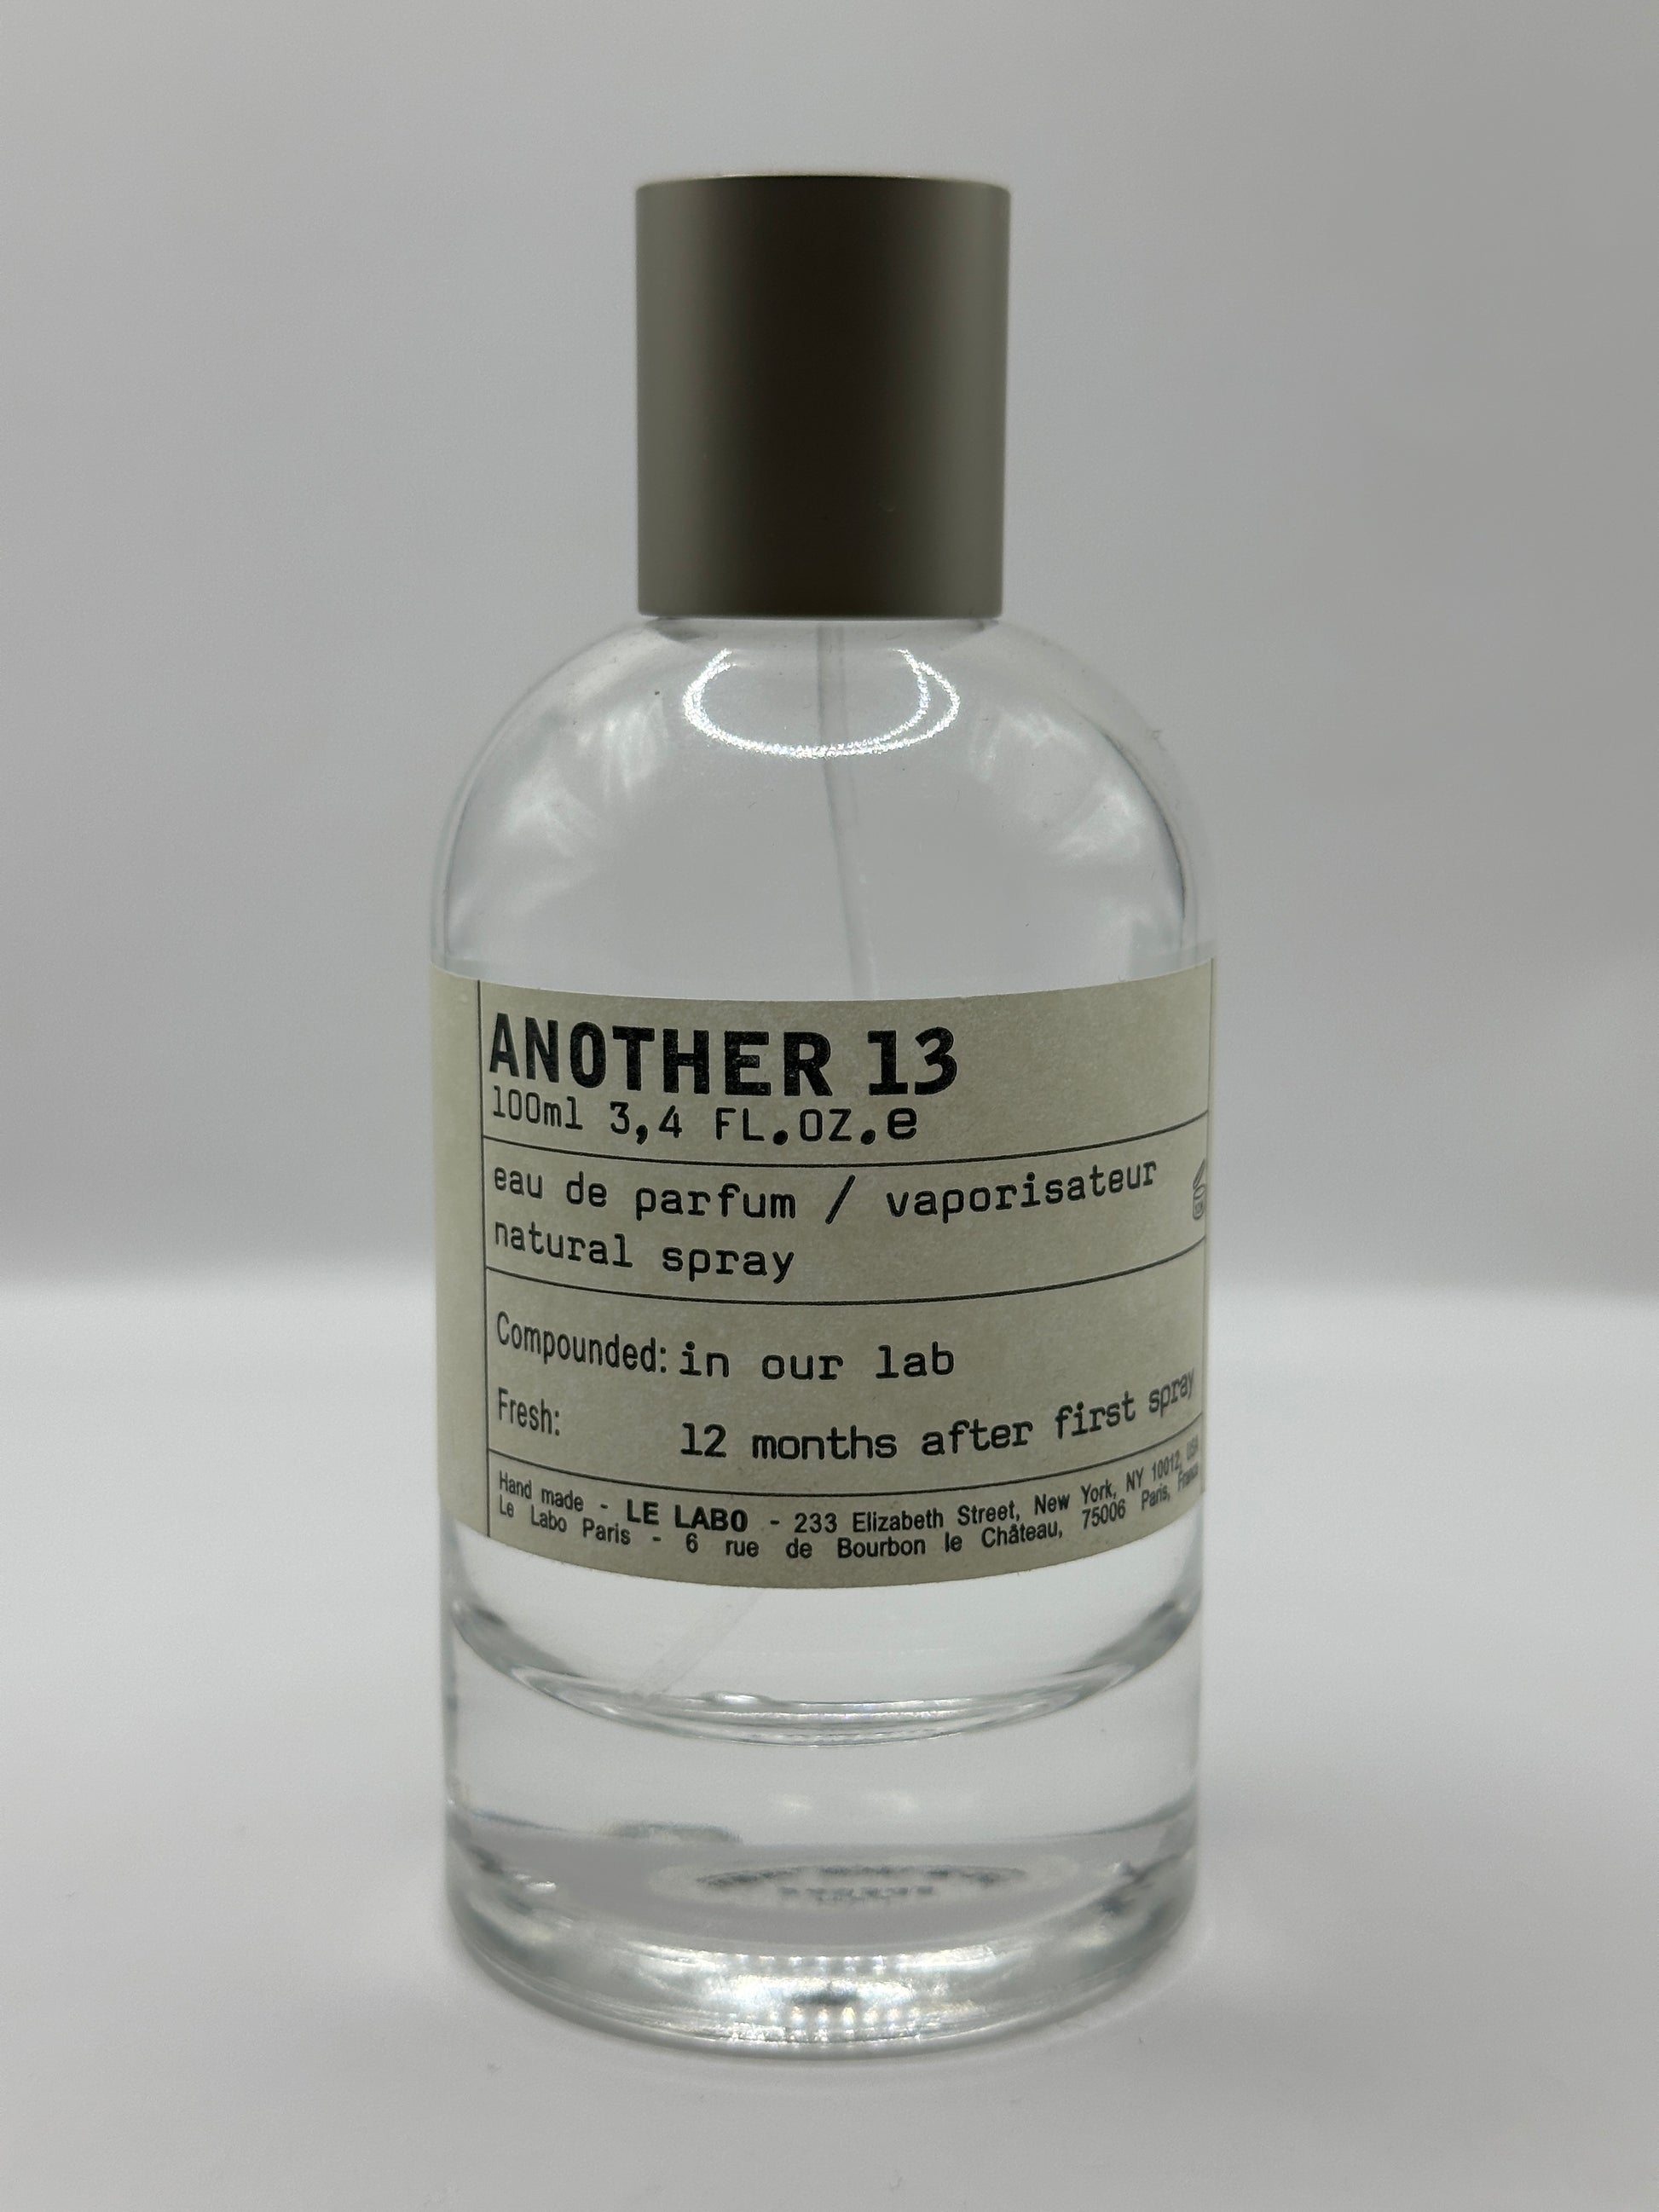 ANOTHER 13
100ml 3,4 FL.OZ.e
eau de parfum / vaporisateur
natural spray
Compounded: in our lab
Fresh: 12 months after first spray
Hand made - LE LABO - 233 Elizabeth Street, New York, NY 10012, USA
Le Labo Paris - 6 rue de Bourbon le Château, 75006 Paris, France